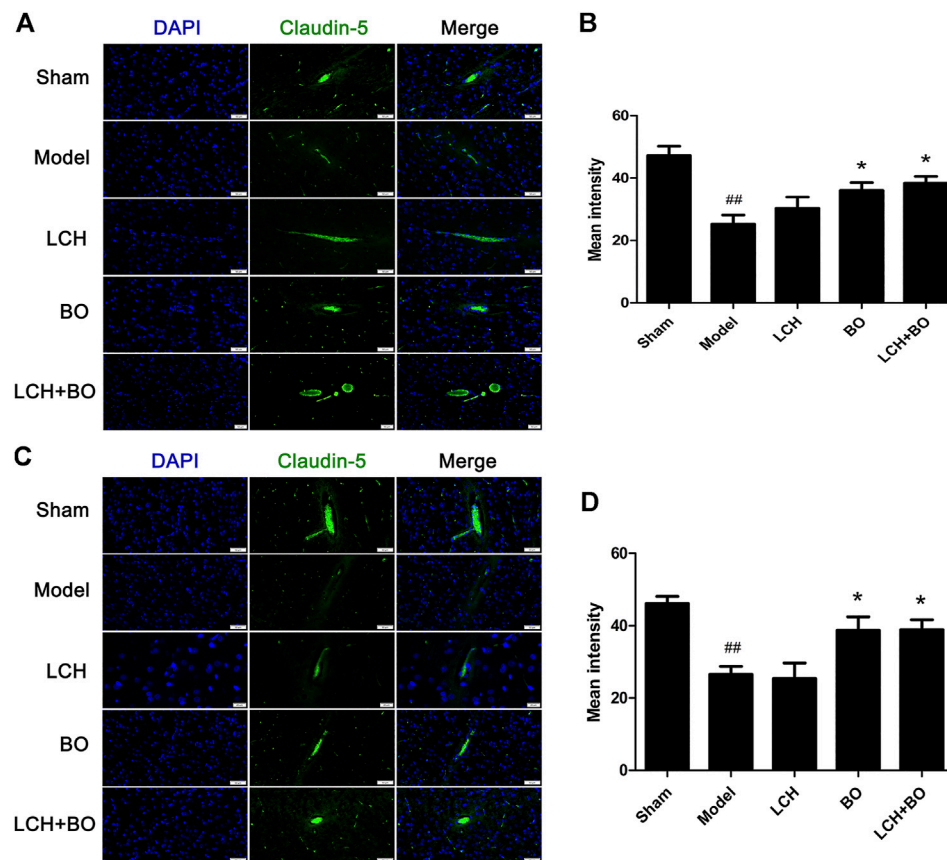 A
DAPI Claudin-5 Merge
Sham
Model
LCH
BO
LCH+BO
B
Mean intensity
60
40
20
0
##
*
*
Sham Model LCH BO LCH+BO
C
DAPI Claudin-5 Merge
Sham
Model
LCH
BO
LCH+BO
D
Mean intensity
60
40
20
0
##
*
*
Sham Model LCH BO LCH+BO